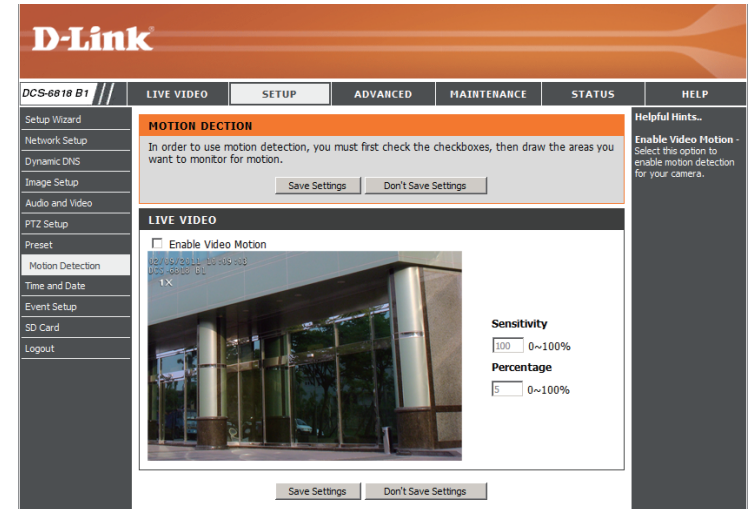 D-Link
DCS-6818 B1
LIVE VIDEO
SETUP
ADVANCED
MAINTENANCE
STATUS
HELP
Setup Wizard
Network Setup
Dynamic DNS
Image Setup
Audio and Video
PTZ Setup
Preset
Motion Detection
Time and Date
Event Setup
SD Card
Logout
MOTION DECTION
In order to use motion detection, you must first check the checkboxes, then draw the areas you
want to monitor for motion.
Save Settings
Don't Save Settings
LIVE VIDEO
Enable Video Motion
DCS-6818 B1
1X
Sensitivity
100 0~100%
Percentage
5 0~100%
Save Settings
Don't Save Settings
Helpful Hints..
Enable Video Motion -
Select this option to
enable motion detection
for your camera.